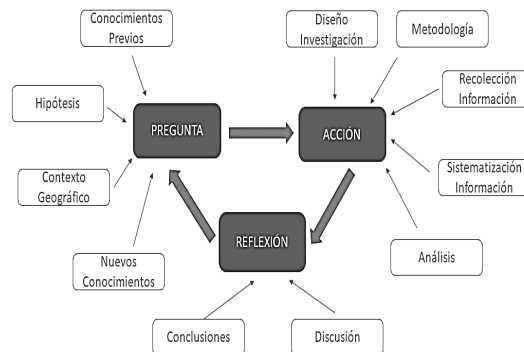 Conocimientos
Previos
Diseño
Investigación
Metodología
Recolección
Información
Hipótesis
PREGUNTA
ACCIÓN
Contexto
Geográfico
Sistematización
Información
REFLEXIÓN
Nuevos
Conocimientos
Análisis
Conclusiones
Discusión